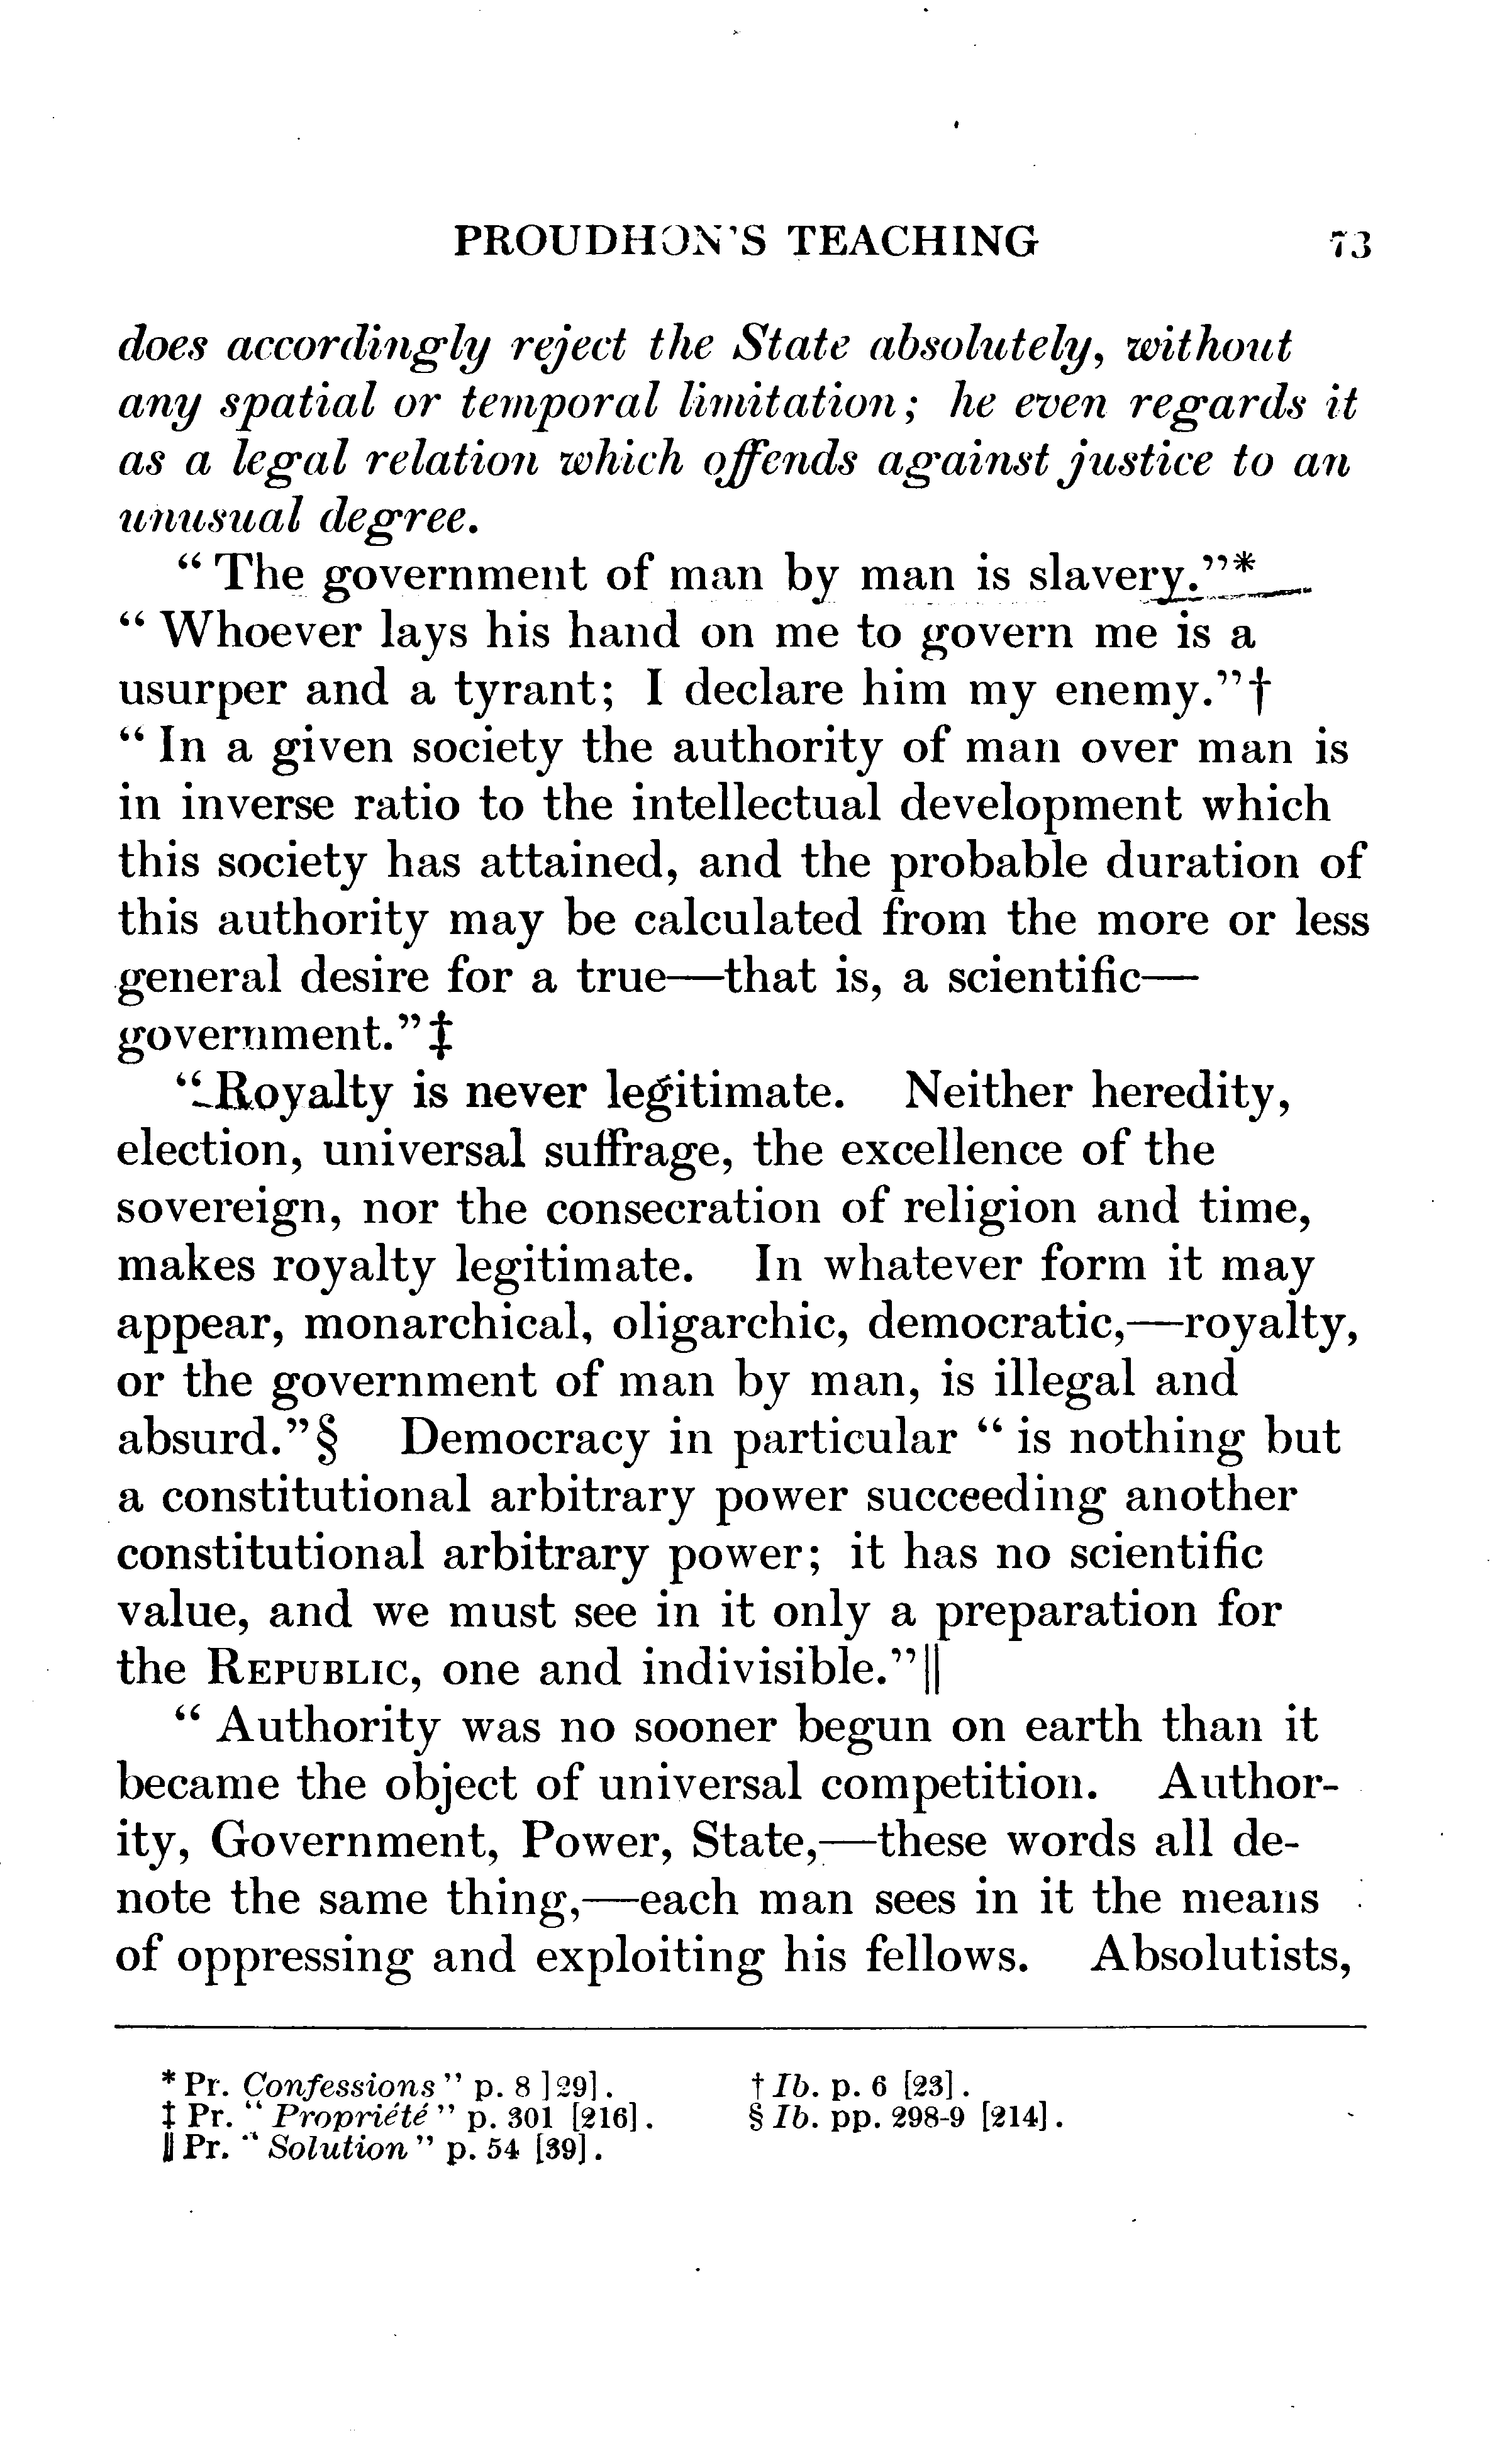 PROUDHON'S TEACHING 73
does accordingly reject the State absolutely, without
any spatial or temporal limitation; he even regards it
as a legal relation which offends against justice to an
unusual degree.
“ The government of man by man is slavery.”*
“ Whoever lays his hand on me to govern me is a
usurper and a tyrant; I declare him my enemy.”†
“ In a given society the authority of man over man is
in inverse ratio to the intellectual development which
this society has attained, and the probable duration of
this authority may be calculated from the more or less
general desire for a true—that is, a scientific—
government.”‡
“ Royalty is never legitimate. Neither heredity,
election, universal suffrage, the excellence of the
sovereign, nor the consecration of religion and time,
makes royalty legitimate. In whatever form it may
appear, monarchical, oligarchic, democratic,—royalty,
or the government of man by man, is illegal and
absurd.”§ Democracy in particular “ is nothing but
a constitutional arbitrary power succeeding another
constitutional arbitrary power; it has no scientific
value, and we must see in it only a preparation for
the REPUBLIC, one and indivisible.”‖
“ Authority was no sooner begun on earth than it
became the object of universal competition. Author-
ity, Government, Power, State,—these words all de-
note the same thing,—each man sees in it the means
of oppressing and exploiting his fellows. Absolutists,
* Pr. Confessions ” p. 8 ]29]. † Ib. p. 6 [23].
‡ Pr. “ Propriété ” p. 301 [216]. § Ib. pp. 298-9 [214].
‖ Pr. “ Solution ” p. 54 [39].